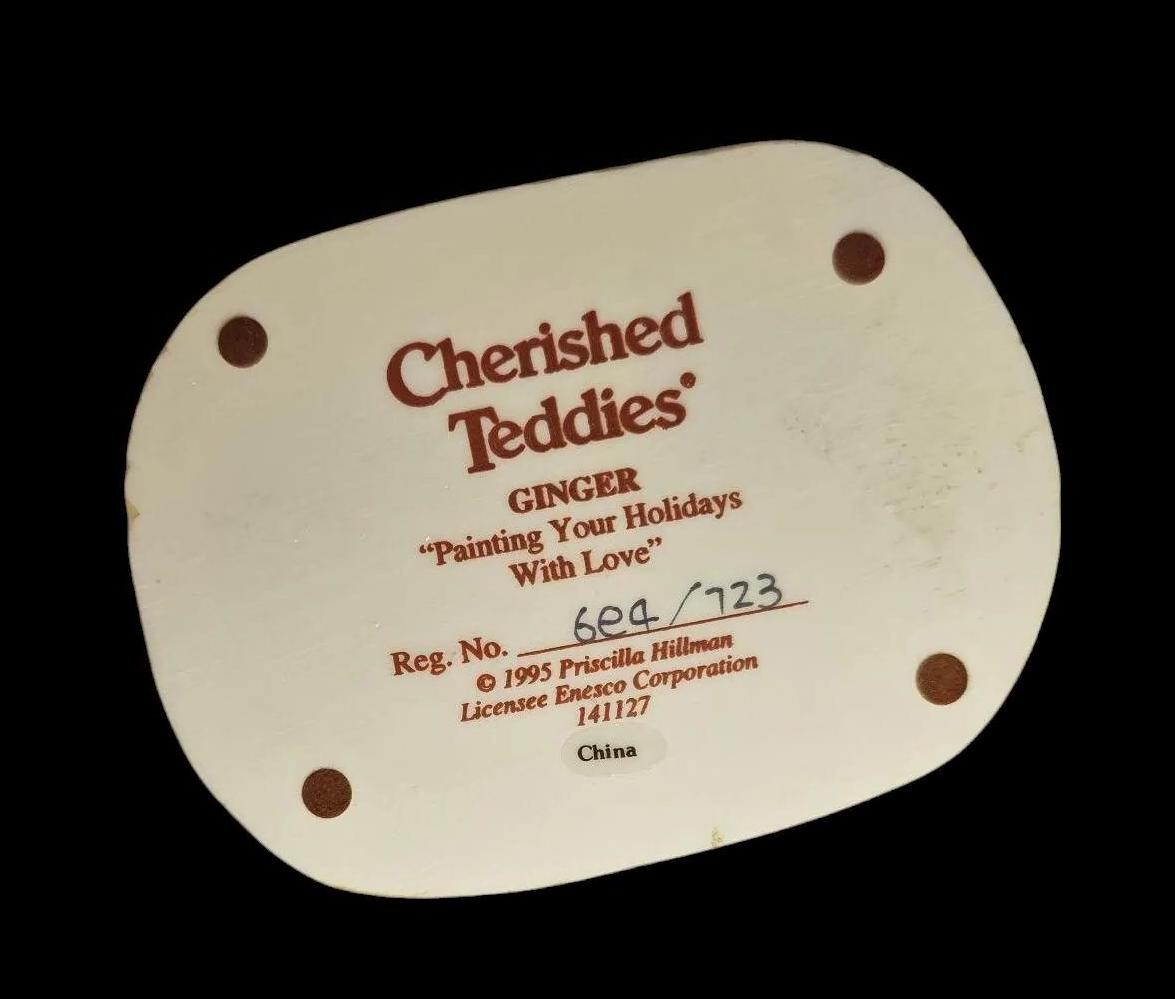 Cherished
Teddies®
GINGER
“Painting Your Holidays
With Love”
Reg. No. 6e4/723
© 1995 Priscilla Hillman
Licensee Enesco Corporation
141127
China